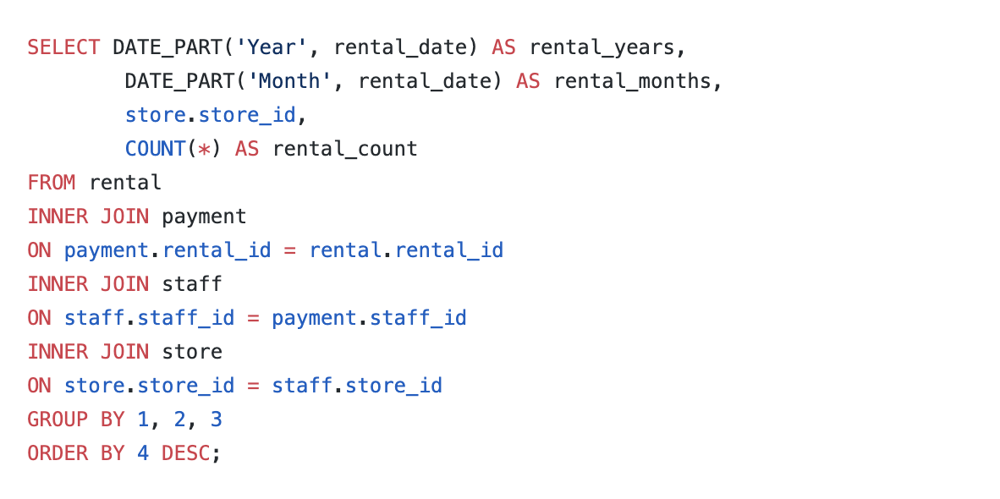 SELECT DATE_PART('Year', rental_date) AS rental_years,
        DATE_PART('Month', rental_date) AS rental_months,
        store.store_id,
        COUNT(*) AS rental_count
FROM rental
INNER JOIN payment
ON payment.rental_id = rental.rental_id
INNER JOIN staff
ON staff.staff_id = payment.staff_id
INNER JOIN store
ON store.store_id = staff.store_id
GROUP BY 1, 2, 3
ORDER BY 4 DESC;